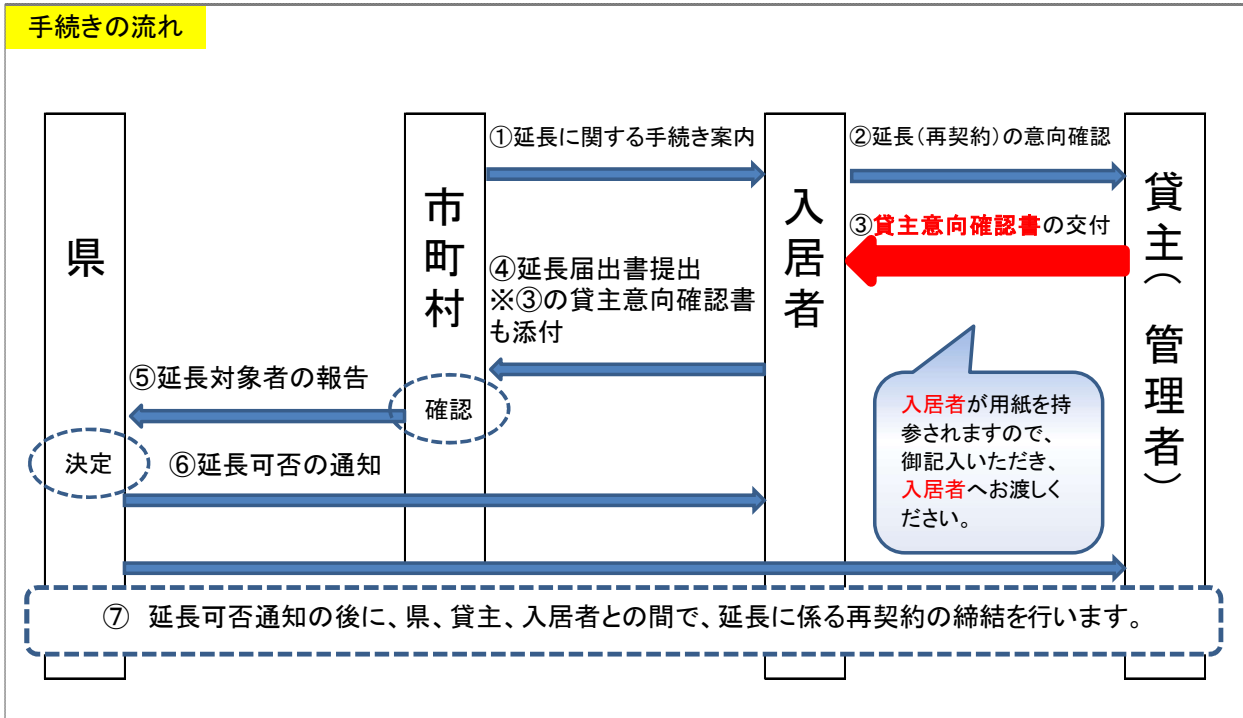 手続きの流れ
県
市町村
入居者
貸主（管理者）
①延長に関する手続き案内
②延長（再契約）の意向確認
③貸主意向確認書の交付
④延長届出書提出
※③の貸主意向確認書
も添付
⑤延長対象者の報告
確認
決定
⑥延長可否の通知
入居者が用紙を持
参されますので、
御記入いただき、
入居者へお渡しく
ださい。
⑦ 延長可否通知の後に、県、貸主、入居者との間で、延長に係る再契約の締結を行います。